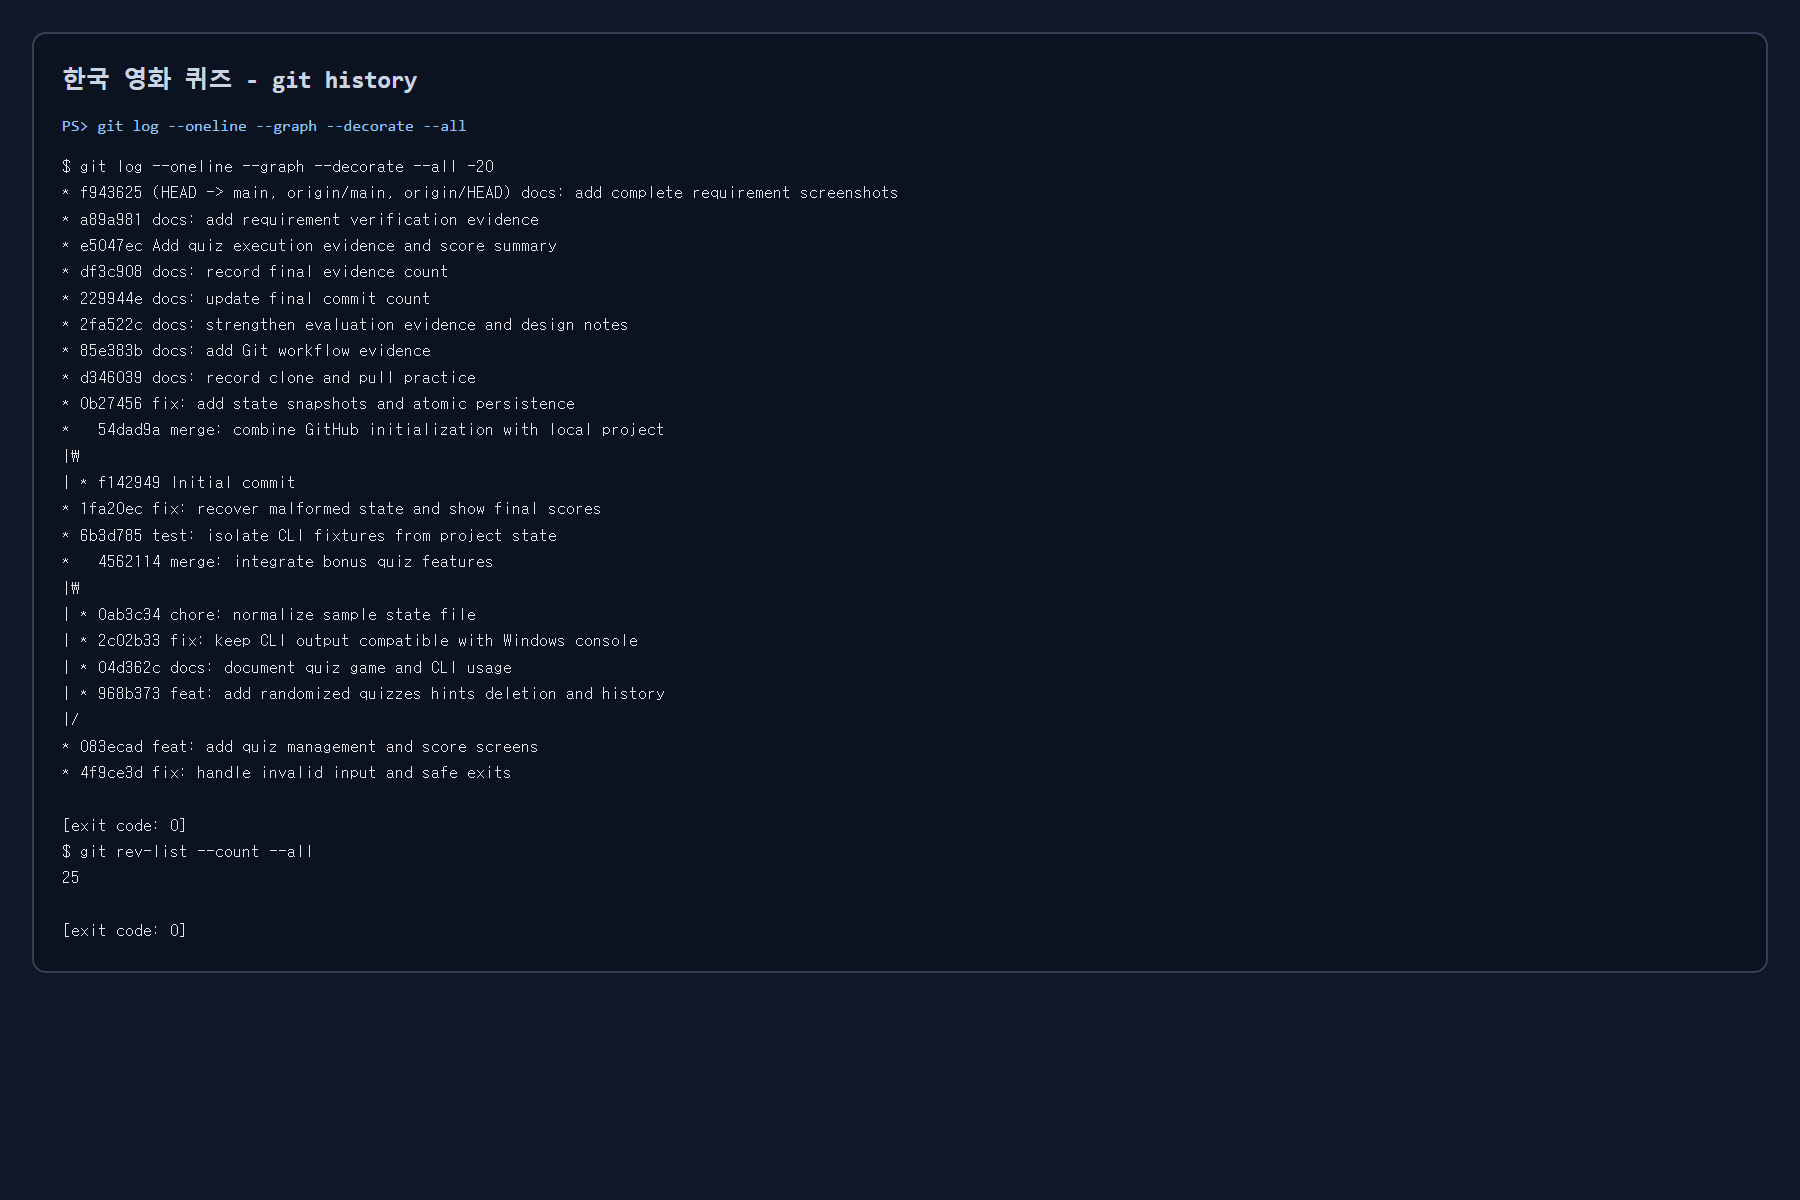 한국 영화 퀴즈 - git history
PS> git log --oneline --graph --decorate --all
$ git log --oneline --graph --decorate --all -20
* f943625 (HEAD -> main, origin/main, origin/HEAD) docs: add complete requirement screenshots
* a89a981 docs: add requirement verification evidence
* e5047ec Add quiz execution evidence and score summary
* df3c908 docs: record final evidence count
* 229944e docs: update final commit count
* 2fa522c docs: strengthen evaluation evidence and design notes
* 85e383b docs: add Git workflow evidence
* d346039 docs: record clone and pull practice
* 0b27456 fix: add state snapshots and atomic persistence
*   54dad9a merge: combine GitHub initialization with local project
|₩
| * f142949 Initial commit
* 1fa20ec fix: recover malformed state and show final scores
* 6b3d785 test: isolate CLI fixtures from project state
*   4562114 merge: integrate bonus quiz features
|₩
| * 0ab3c34 chore: normalize sample state file
| * 2c02b33 fix: keep CLI output compatible with Windows console
| * 04d362c docs: document quiz game and CLI usage
| * 968b373 feat: add randomized quizzes hints deletion and history
|/
* 083ecad feat: add quiz management and score screens
* 4f9ce3d fix: handle invalid input and safe exits
[exit code: 0]
$ git rev-list --count --all
25
[exit code: 0]